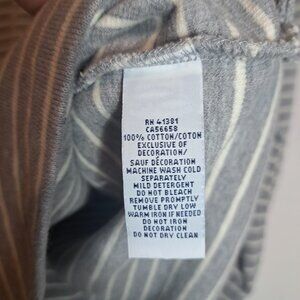 RN 41381
CA56658
100% COTTON/COTON
EXCLUSIVE OF
DECORATION/
SAUF DÉCORATION
MACHINE WASH COLD
SEPARATELY
MILD DETERGENT
DO NOT BLEACH
REMOVE PROMPTLY
TUMBLE DRY LOW
WARM IRON IF NEEDED
DO NOT IRON
DECORATION
DO NOT DRY CLEAN